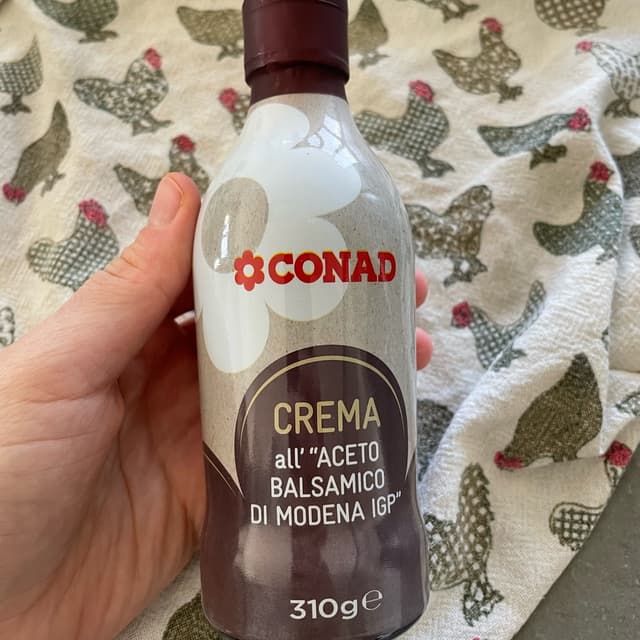 CONAD
CREMA
all' "ACETO
BALSAMICO
DI MODENA IGP"
310g℮